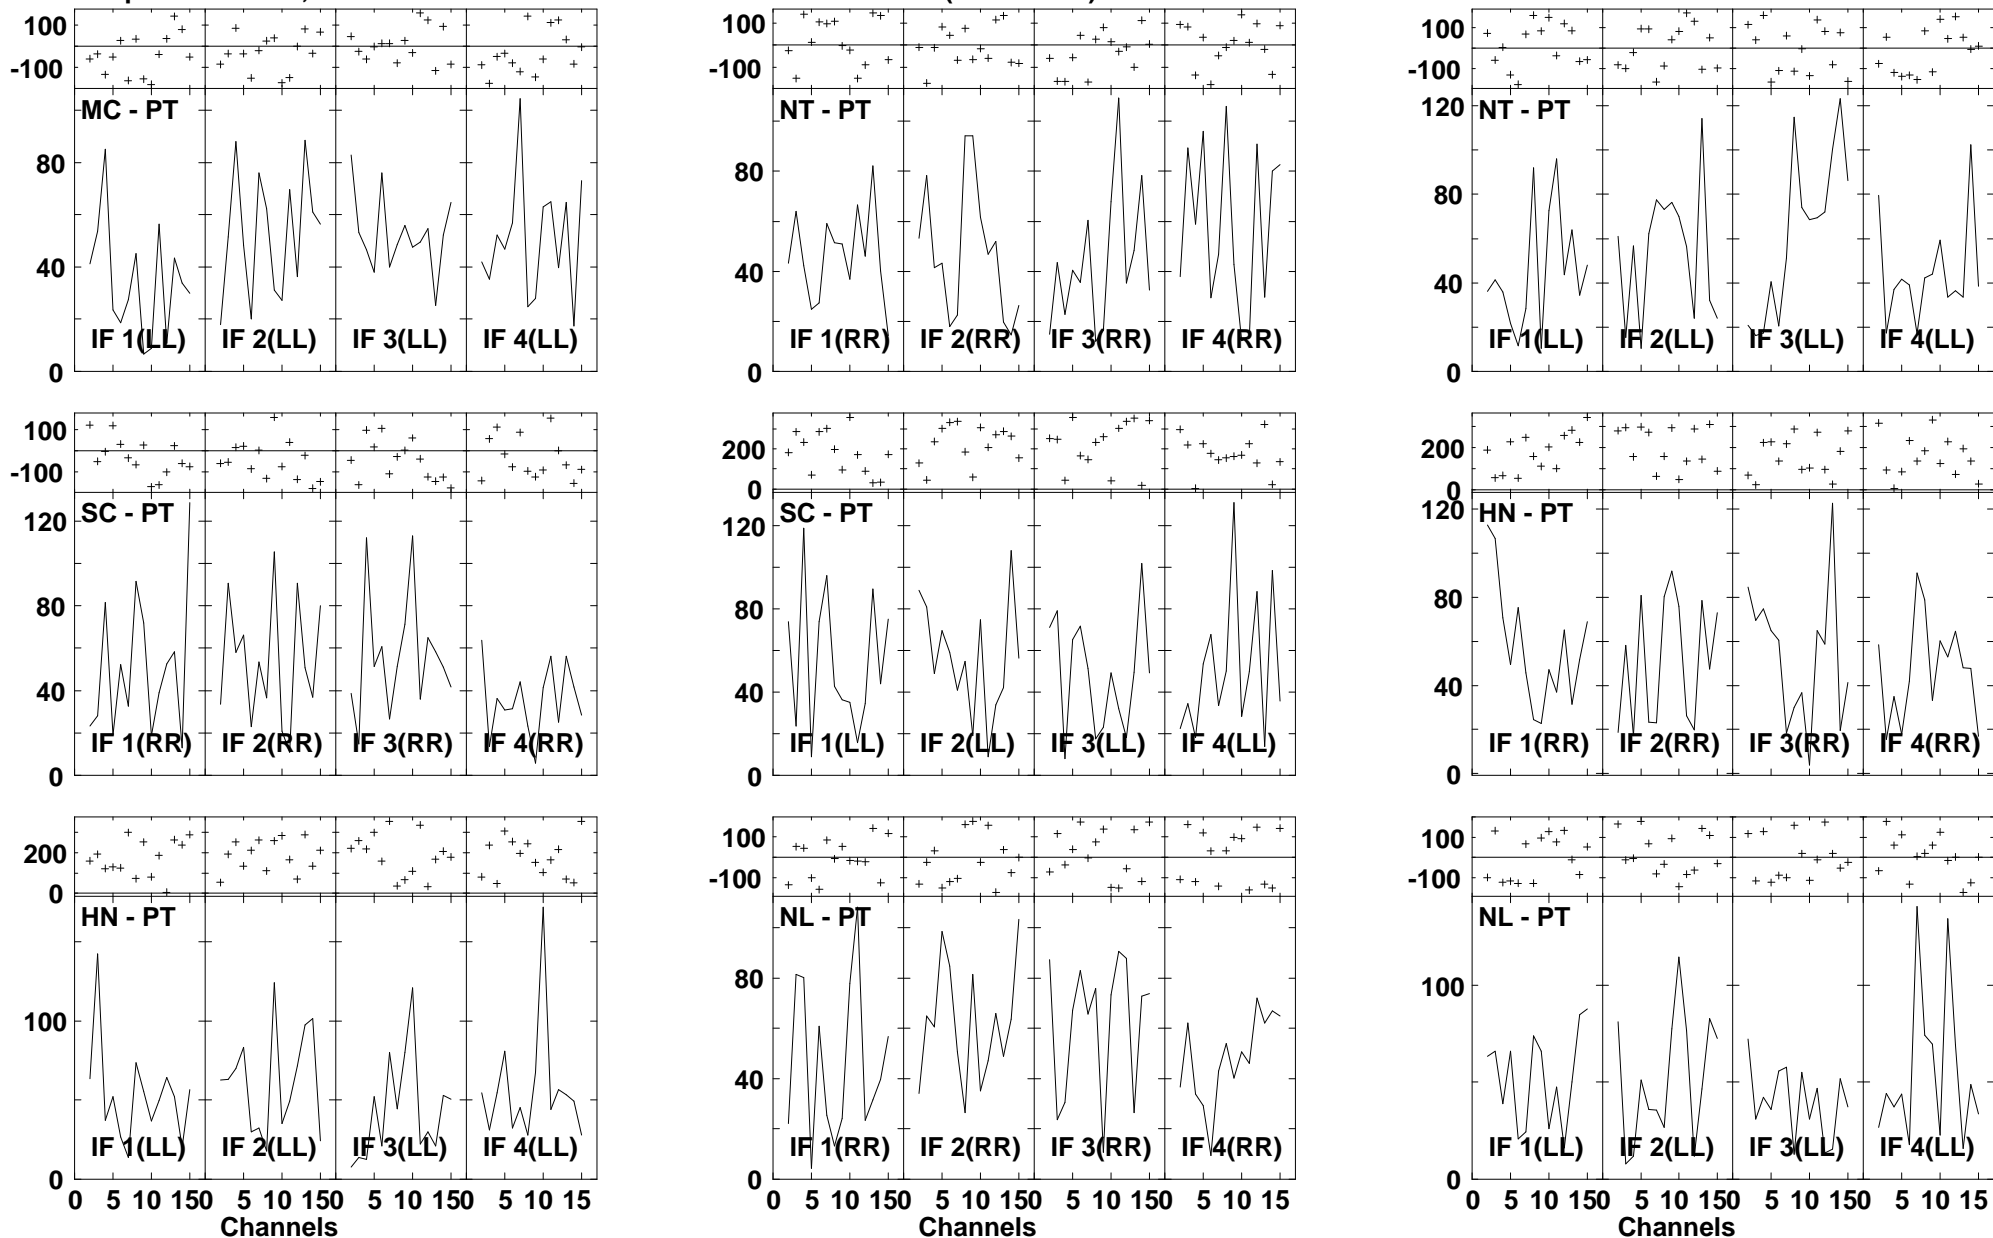 100
-100
MC - PT
80
40
0
IF 1(LL) IF 2(LL) IF 3(LL) IF 4(LL)
100
-100
NT - PT
80
40
0
IF 1(RR) IF 2(RR) IF 3(RR) IF 4(RR)
100
-100
120
NT - PT
80
40
0
IF 1(LL) IF 2(LL) IF 3(LL) IF 4(LL)
100
-100
SC - PT
120
80
40
0
IF 1(RR) IF 2(RR) IF 3(RR) IF 4(RR)
200
0
SC - PT
120
80
40
0
IF 1(LL) IF 2(LL) IF 3(LL) IF 4(LL)
200
0
120
HN - PT
80
40
0
IF 1(RR) IF 2(RR) IF 3(RR) IF 4(RR)
200
0
HN - PT
100
0
IF 1(LL) IF 2(LL) IF 3(LL) IF 4(LL)
0 5 10 150 5 10 150 5 10 150 5 10 15
Channels
100
-100
NL - PT
80
40
0
IF 1(RR) IF 2(RR) IF 3(RR) IF 4(RR)
0 5 10 150 5 10 150 5 10 150 5 10 15
Channels
100
-100
NL - PT
100
0
IF 1(LL) IF 2(LL) IF 3(LL) IF 4(LL)
0 5 10 150 5 10 150 5 10 150 5 10 15
Channels